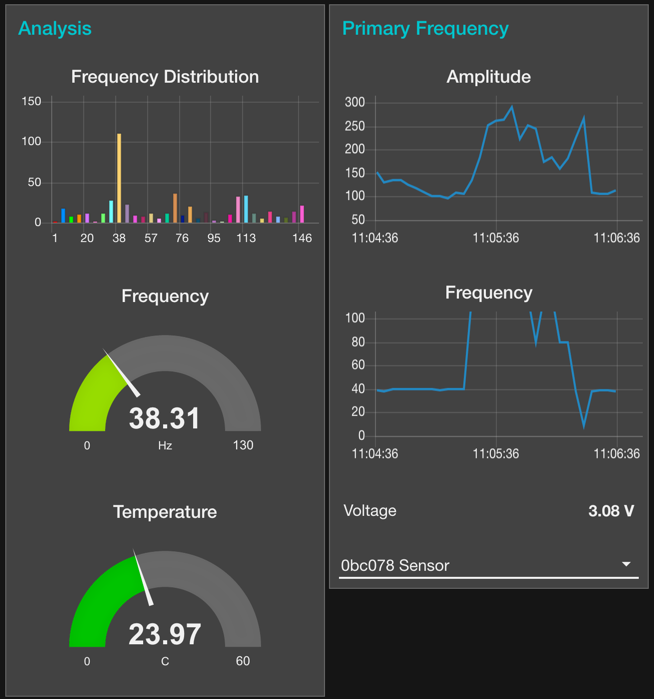 Analysis
Frequency Distribution
150
100
50
0
1 20 38 57 76 95 113 146
Frequency
38.31
0 Hz 130
Temperature
23.97
0 C 60
Primary Frequency
Amplitude
300
250
200
150
100
50
11:04:36 11:05:36 11:06:36
Frequency
100
80
60
40
20
0
11:04:36 11:05:36 11:06:36
Voltage 3.08 V
0bc078 Sensor